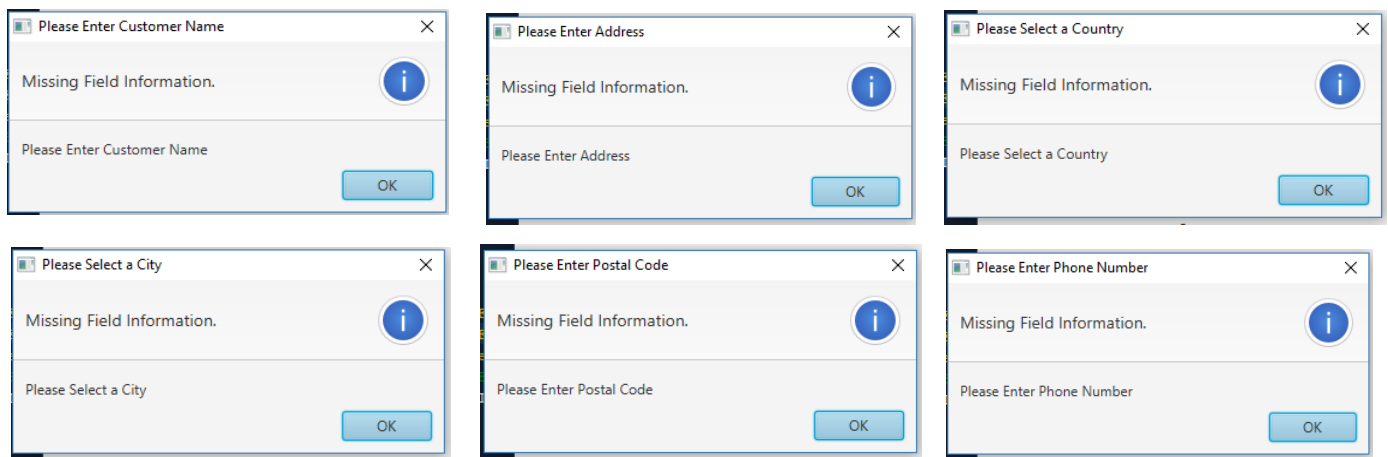 Please Enter Customer Name
Missing Field Information.
i
Please Enter Customer Name
OK
Please Enter Address
Missing Field Information.
i
Please Enter Address
OK
Please Select a Country
Missing Field Information.
i
Please Select a Country
OK
Please Select a City
Missing Field Information.
i
Please Select a City
OK
Please Enter Postal Code
Missing Field Information.
i
Please Enter Postal Code
OK
Please Enter Phone Number
Missing Field Information.
i
Please Enter Phone Number
OK